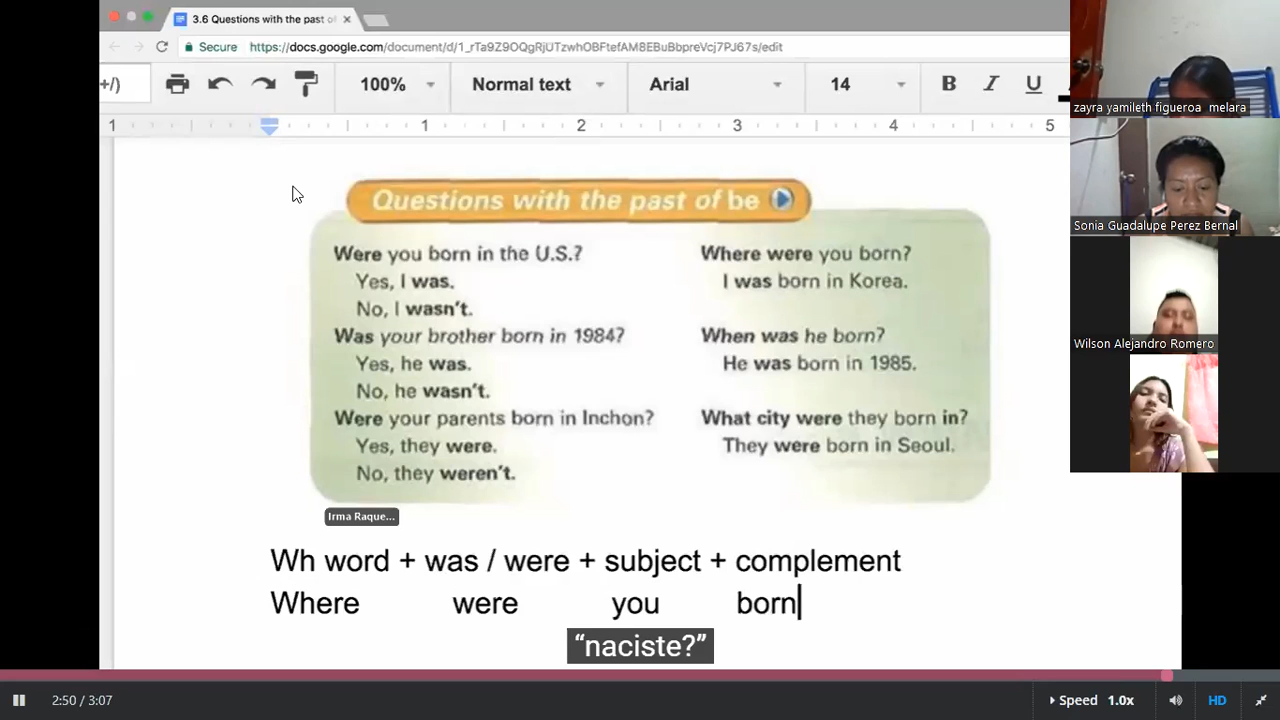 3.6 Questions with the past of
Secure https://docs.google.com/document/d/1_rTa9Z9OQgRjUTzwhOBFtefAM8EBuBbpreVcj7PJ67s/edit
+/) 100% Normal text Arial 14 B I U
1 1 2 3 4 5
Questions with the past of be
Were you born in the U.S.?
Yes, I was.
No, I wasn't.
Was your brother born in 1984?
Yes, he was.
No, he wasn't.
Were your parents born in Inchon?
Yes, they were.
No, they weren't.
Where were you born?
I was born in Korea.
When was he born?
He was born in 1985.
What city were they born in?
They were born in Seoul.
Irma Raque...
Wh word + was / were + subject + complement
Where were you born
“naciste?”
zayra yamileth figueroa melara
Sonia Guadalupe Perez Bernal
Wilson Alejandro Romero
2:50 / 3:07
Speed 1.0x HD